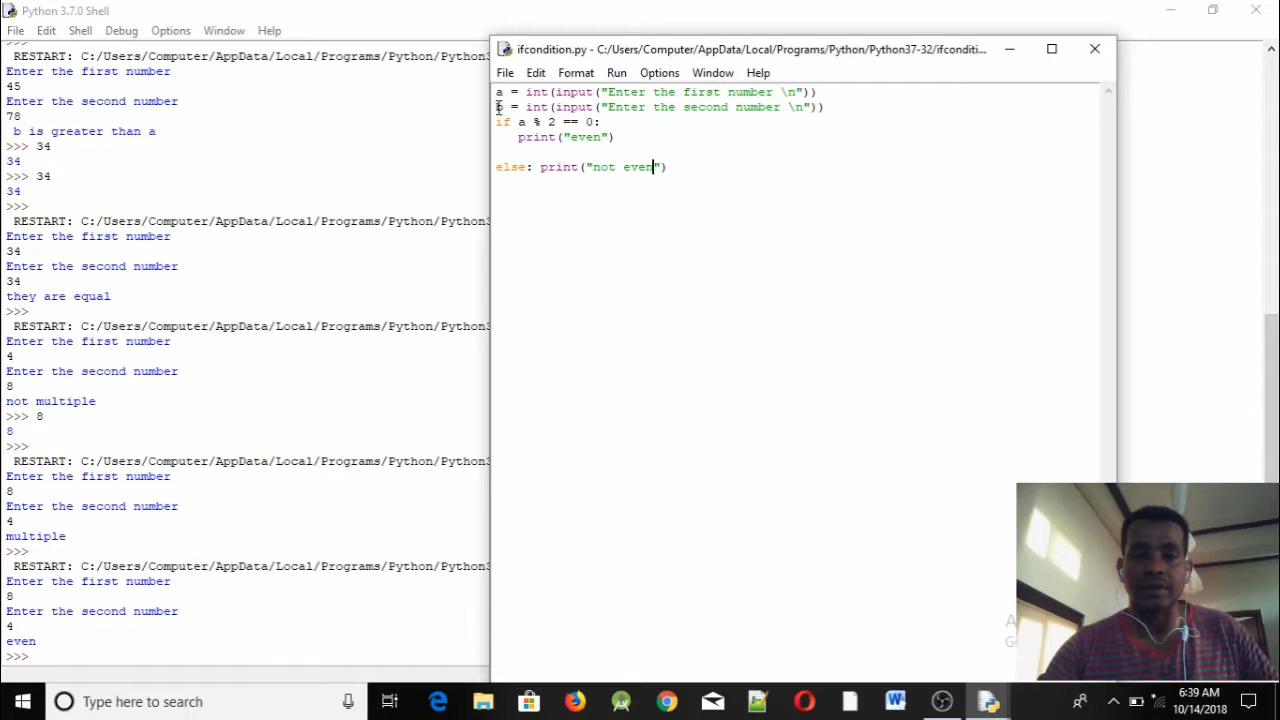 Python 3.7.0 Shell
File Edit Shell Debug Options Window Help
>>>
RESTART: C:/Users/Computer/AppData/Local/Programs/Python/Python3
Enter the first number
45
Enter the second number
78
b is greater than a
>>> 34
34
>>> 34
34
>>>
RESTART: C:/Users/Computer/AppData/Local/Programs/Python/Python3
Enter the first number
34
Enter the second number
34
they are equal
>>>
RESTART: C:/Users/Computer/AppData/Local/Programs/Python/Python3
Enter the first number
4
Enter the second number
8
not multiple
>>> 8
8
>>>
RESTART: C:/Users/Computer/AppData/Local/Programs/Python/Python3
Enter the first number
8
Enter the second number
4
multiple
>>>
RESTART: C:/Users/Computer/AppData/Local/Programs/Python/Python3
Enter the first number
8
Enter the second number
4
even
>>>
ifcondition.py - C:/Users/Computer/AppData/Local/Programs/Python/Python37-32/ifconditi...
File Edit Format Run Options Window Help
a = int(input("Enter the first number \n"))
b = int(input("Enter the second number \n"))
if a % 2 == 0:
print("even")
else: print("not even")
Type here to search
6:39 AM
10/14/2018